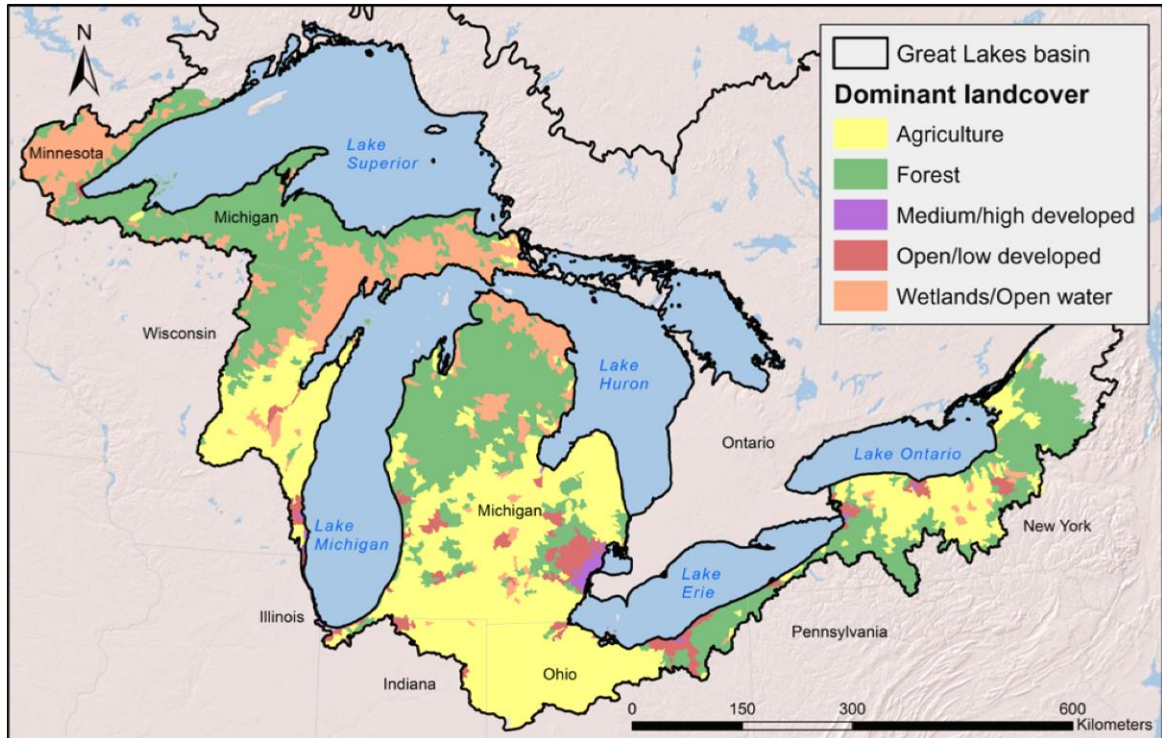 N
Great Lakes basin
Dominant landcover
Agriculture
Forest
Medium/high developed
Open/low developed
Wetlands/Open water
Minnesota
Lake
Superior
Michigan
Wisconsin
Lake
Huron
Ontario
Lake Ontario
Michigan
New York
Lake
Michigan
Lake
Erie
Illinois
Pennsylvania
Indiana
Ohio
0 150 300 600
Kilometers